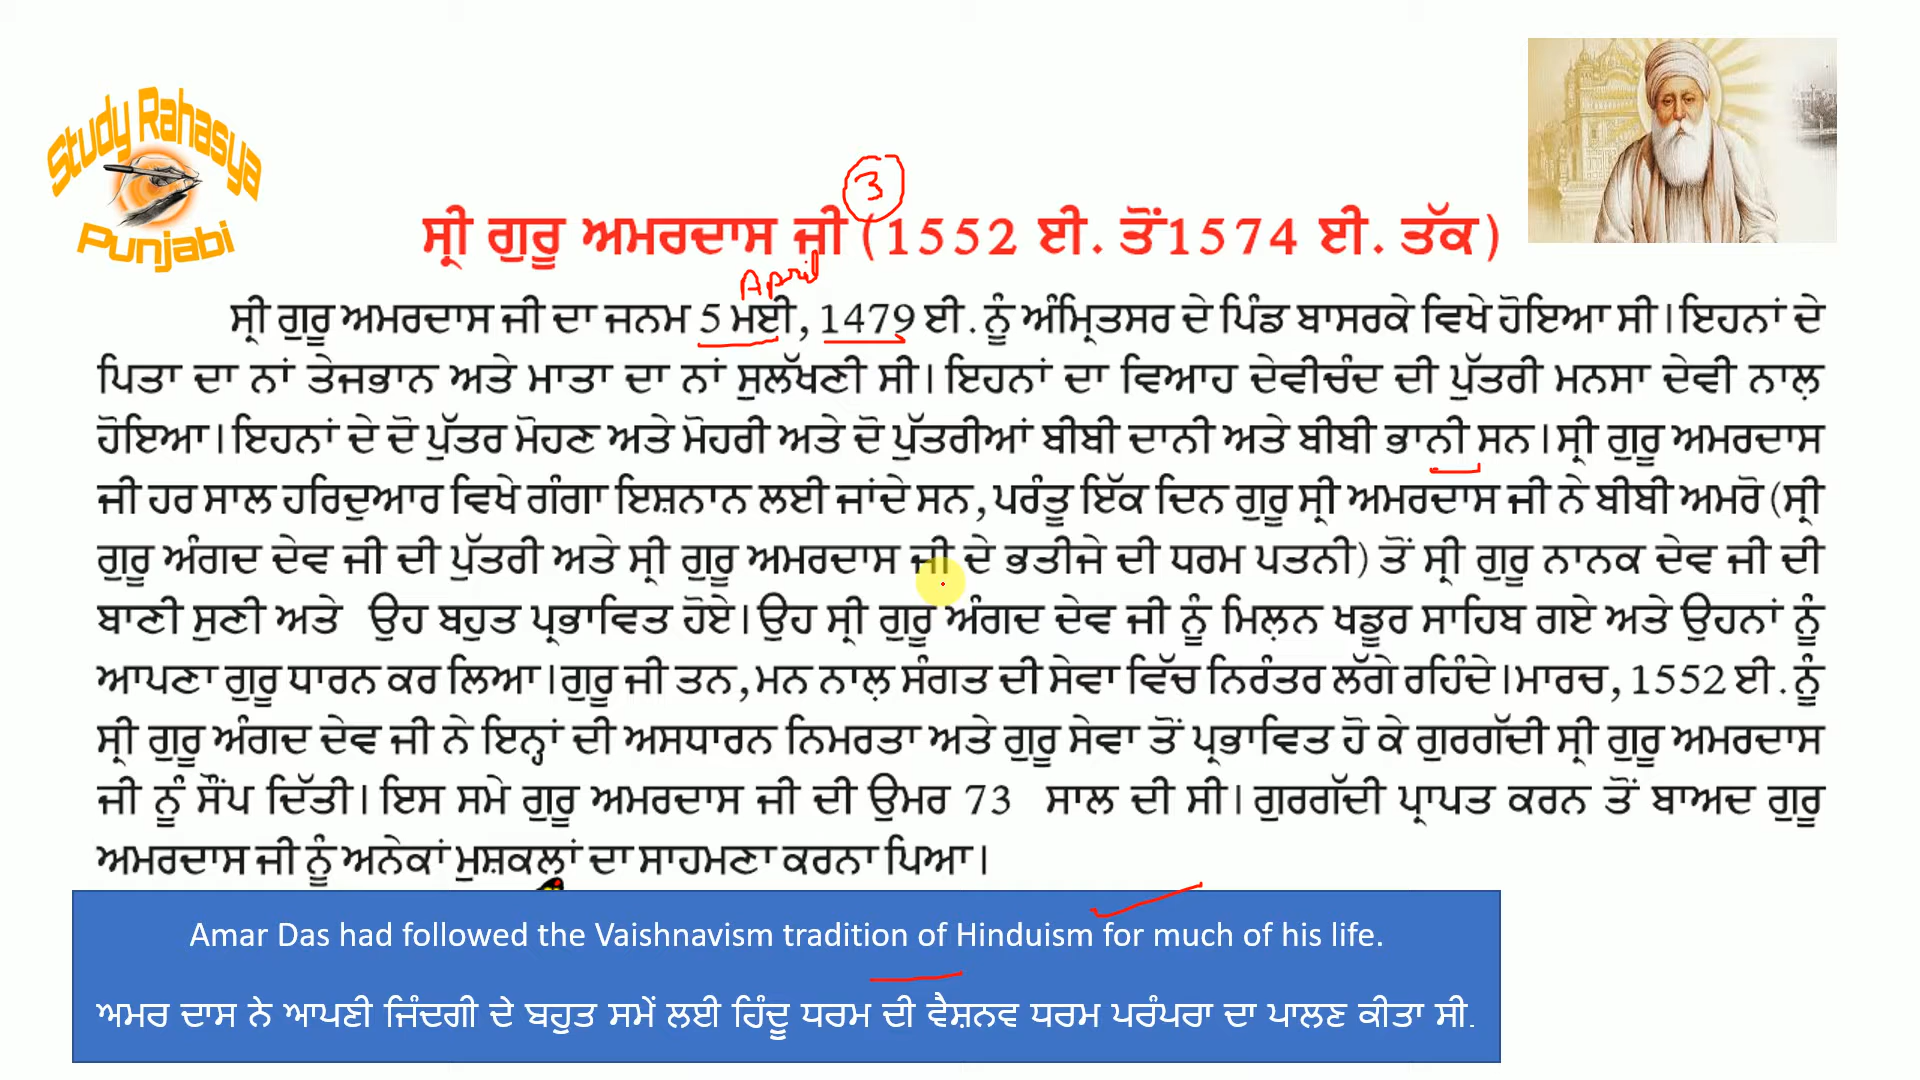 Study Rahasya
Punjabi
3
ਸ੍ਰੀ ਗੁਰੂ ਅਮਰਦਾਸ ਜੀ (1552 ਈ. ਤੋਂ 1574 ਈ. ਤੱਕ)
April
ਸ੍ਰੀ ਗੁਰੂ ਅਮਰਦਾਸ ਜੀ ਦਾ ਜਨਮ 5 ਮਈ, 1479 ਈ. ਨੂੰ ਅੰਮ੍ਰਿਤਸਰ ਦੇ ਪਿੰਡ ਬਾਸਰਕੇ ਵਿਖੇ ਹੋਇਆ ਸੀ। ਇਹਨਾਂ ਦੇ
ਪਿਤਾ ਦਾ ਨਾਂ ਤੇਜਭਾਨ ਅਤੇ ਮਾਤਾ ਦਾ ਨਾਂ ਸੁਲੱਖਣੀ ਸੀ। ਇਹਨਾਂ ਦਾ ਵਿਆਹ ਦੇਵੀਚੰਦ ਦੀ ਪੁੱਤਰੀ ਮਨਸਾ ਦੇਵੀ ਨਾਲ਼
ਹੋਇਆ। ਇਹਨਾਂ ਦੇ ਦੋ ਪੁੱਤਰ ਮੋਹਣ ਅਤੇ ਮੋਹਰੀ ਅਤੇ ਦੋ ਪੁੱਤਰੀਆਂ ਬੀਬੀ ਦਾਨੀ ਅਤੇ ਬੀਬੀ ਭਾਨੀ ਸਨ। ਸ੍ਰੀ ਗੁਰੂ ਅਮਰਦਾਸ
ਜੀ ਹਰ ਸਾਲ ਹਰਿਦੁਆਰ ਵਿਖੇ ਗੰਗਾ ਇਸ਼ਨਾਨ ਲਈ ਜਾਂਦੇ ਸਨ, ਪਰੰਤੂ ਇੱਕ ਦਿਨ ਗੁਰੂ ਸ੍ਰੀ ਅਮਰਦਾਸ ਜੀ ਨੇ ਬੀਬੀ ਅਮਰੋ (ਸ੍ਰੀ
ਗੁਰੂ ਅੰਗਦ ਦੇਵ ਜੀ ਦੀ ਪੁੱਤਰੀ ਅਤੇ ਸ੍ਰੀ ਗੁਰੂ ਅਮਰਦਾਸ ਜੀ ਦੇ ਭਤੀਜੇ ਦੀ ਧਰਮ ਪਤਨੀ) ਤੋਂ ਸ੍ਰੀ ਗੁਰੂ ਨਾਨਕ ਦੇਵ ਜੀ ਦੀ
ਬਾਣੀ ਸੁਣੀ ਅਤੇ ਉਹ ਬਹੁਤ ਪ੍ਰਭਾਵਿਤ ਹੋਏ। ਉਹ ਸ੍ਰੀ ਗੁਰੂ ਅੰਗਦ ਦੇਵ ਜੀ ਨੂੰ ਮਿਲ਼ਨ ਖਡੂਰ ਸਾਹਿਬ ਗਏ ਅਤੇ ਉਹਨਾਂ ਨੂੰ
ਆਪਣਾ ਗੁਰੂ ਧਾਰਨ ਕਰ ਲਿਆ। ਗੁਰੂ ਜੀ ਤਨ, ਮਨ ਨਾਲ਼ ਸੰਗਤ ਦੀ ਸੇਵਾ ਵਿੱਚ ਨਿਰੰਤਰ ਲੱਗੇ ਰਹਿੰਦੇ। ਮਾਰਚ, 1552 ਈ. ਨੂੰ
ਸ੍ਰੀ ਗੁਰੂ ਅੰਗਦ ਦੇਵ ਜੀ ਨੇ ਇਨ੍ਹਾਂ ਦੀ ਅਸਧਾਰਨ ਨਿਮਰਤਾ ਅਤੇ ਗੁਰੂ ਸੇਵਾ ਤੋਂ ਪ੍ਰਭਾਵਿਤ ਹੋ ਕੇ ਗੁਰਗੱਦੀ ਸ੍ਰੀ ਗੁਰੂ ਅਮਰਦਾਸ
ਜੀ ਨੂੰ ਸੌਂਪ ਦਿੱਤੀ। ਇਸ ਸਮੇ ਗੁਰੂ ਅਮਰਦਾਸ ਜੀ ਦੀ ਉਮਰ 73 ਸਾਲ ਦੀ ਸੀ। ਗੁਰਗੱਦੀ ਪ੍ਰਾਪਤ ਕਰਨ ਤੋਂ ਬਾਅਦ ਗੁਰੂ
ਅਮਰਦਾਸ ਜੀ ਨੂੰ ਅਨੇਕਾਂ ਮੁਸ਼ਕਲਾਂ ਦਾ ਸਾਹਮਣਾ ਕਰਨਾ ਪਿਆ।
Amar Das had followed the Vaishnavism tradition of Hinduism for much of his life.
ਅਮਰ ਦਾਸ ਨੇ ਆਪਣੀ ਜਿੰਦਗੀ ਦੇ ਬਹੁਤ ਸਮੇਂ ਲਈ ਹਿੰਦੂ ਧਰਮ ਦੀ ਵੈਸ਼ਨਵ ਧਰਮ ਪਰੰਪਰਾ ਦਾ ਪਾਲਣ ਕੀਤਾ ਸੀ.